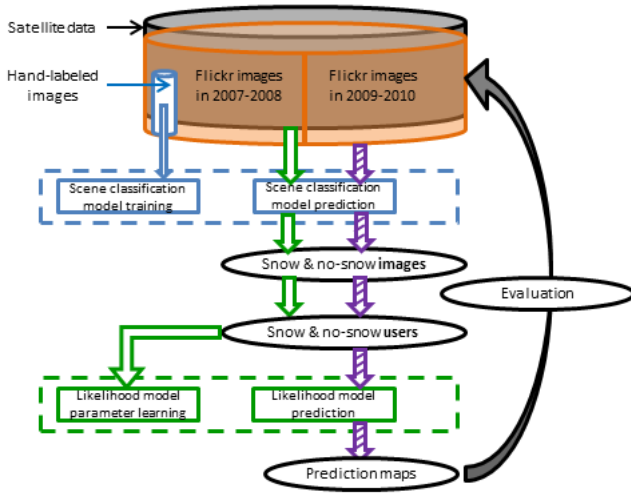 Satellite data
Hand-labeled
images
Flickr images
in 2007-2008
Flickr images
in 2009-2010
Scene classification
model training
Scene classification
model prediction
Snow & no-snow images
Evaluation
Snow & no-snow users
Likelihood model
parameter learning
Likelihood model
prediction
Prediction maps